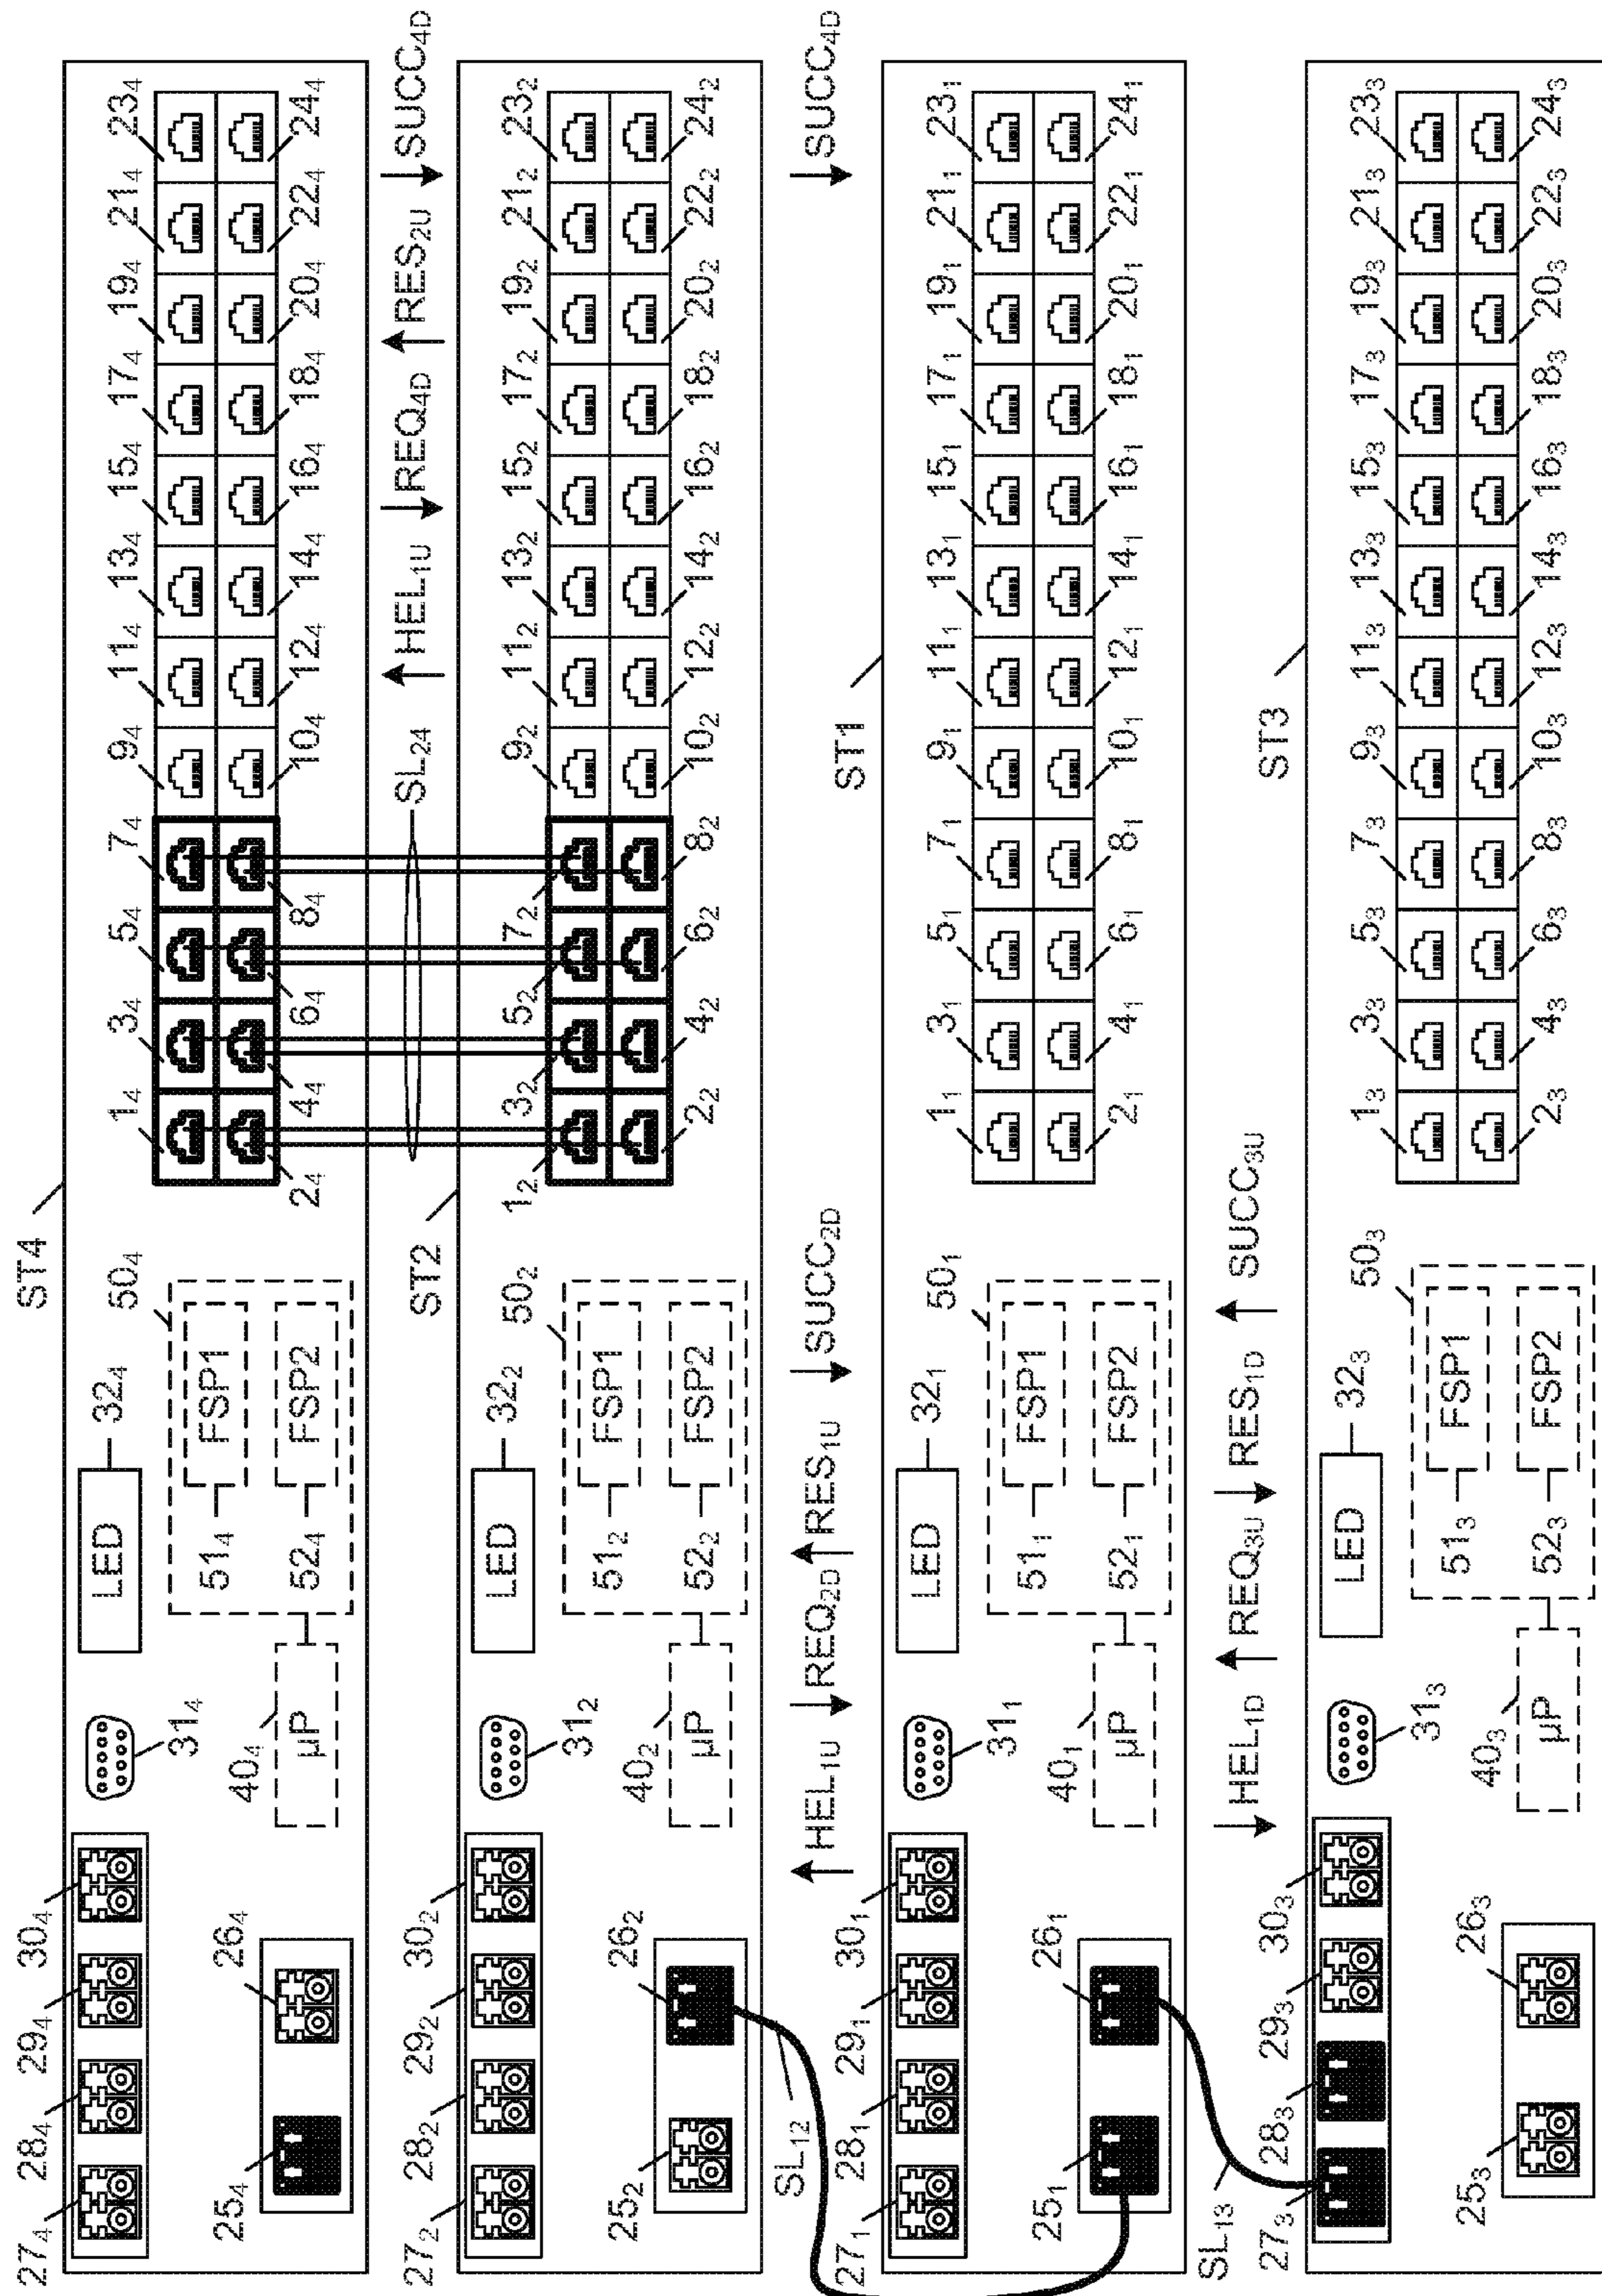 27₄ 28₄ 29₄ 30₄ ST4
LED 32₄ 50₄ 1₄ 3₄ 5₄ 7₄ 9₄ 11₄ 13₄ 15₄ 17₄ 19₄ 21₄ 23₄
31₄
25₄ 26₄ 40₄ 51₄ FSP1
µP 52₄ FSP2 2₄ 4₄ 6₄ 8₄ 10₄ 12₄ 14₄ 16₄ 18₄ 20₄ 22₄ 24₄
SL₂₄ HEL₁U REQ₄D RES₂U SUCC₄D
27₂ 28₂ 29₂ 30₂ ST2
LED 32₂ 50₂ 1₂ 3₂ 5₂ 7₂ 9₂ 11₂ 13₂ 15₂ 17₂ 19₂ 21₂ 23₂
31₂
25₂ 26₂ 40₂ 51₂ FSP1
µP 52₂ FSP2 2₂ 4₂ 6₂ 8₂ 10₂ 12₂ 14₂ 16₂ 18₂ 20₂ 22₂ 24₂
SL₁₂ HEL₁U REQ₂D RES₁U SUCC₂D SUCC₄D
27₁ 28₁ 29₁ 30₁ ST1
LED 32₁ 50₁ 1₁ 3₁ 5₁ 7₁ 9₁ 11₁ 13₁ 15₁ 17₁ 19₁ 21₁ 23₁
31₁
25₁ 26₁ 40₁ 51₁ FSP1
µP 52₁ FSP2 2₁ 4₁ 6₁ 8₁ 10₁ 12₁ 14₁ 16₁ 18₁ 20₁ 22₁ 24₁
SL₁₃ HEL₁D REQ₃U RES₁D SUCC₃U
27₃ 28₃ 29₃ 30₃ ST3
LED 32₃ 50₃ 1₃ 3₃ 5₃ 7₃ 9₃ 11₃ 13₃ 15₃ 17₃ 19₃ 21₃ 23₃
31₃
25₃ 26₃ 40₃ 51₃ FSP1
µP 52₃ FSP2 2₃ 4₃ 6₃ 8₃ 10₃ 12₃ 14₃ 16₃ 18₃ 20₃ 22₃ 24₃